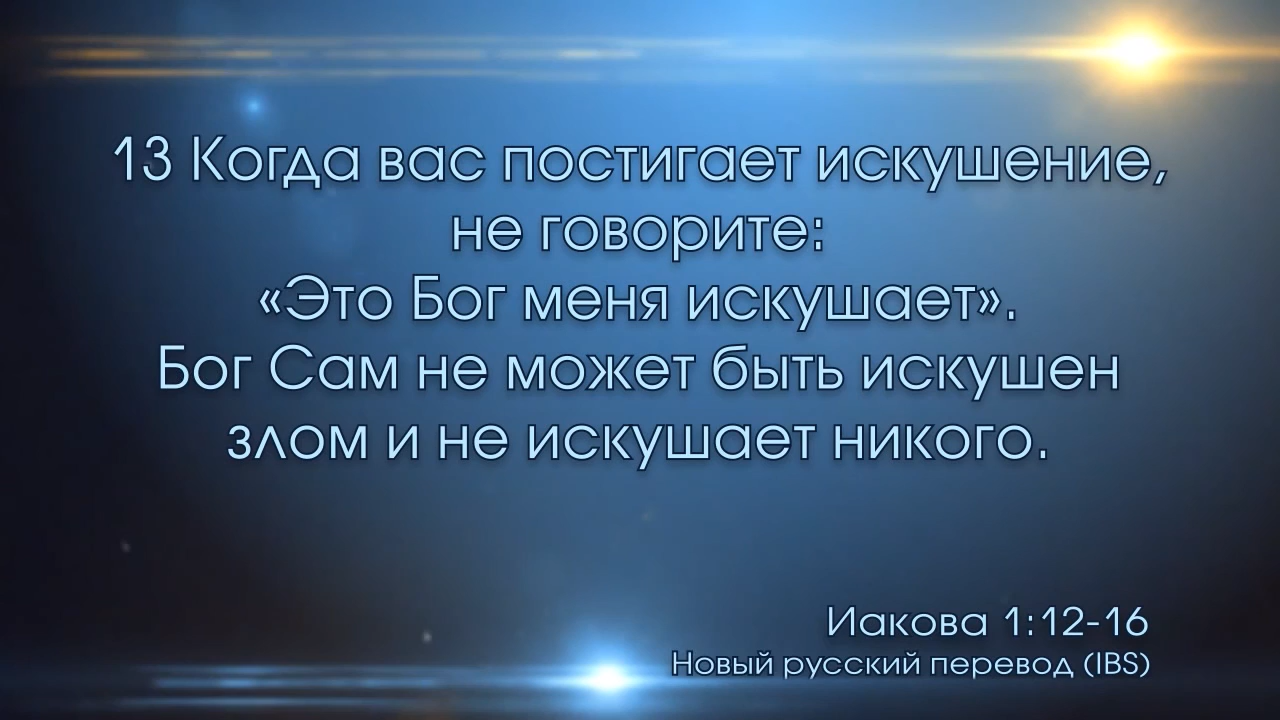 13 Когда вас постигает искушение,
не говорите:
«Это Бог меня искушает».
Бог Сам не может быть искушен
злом и не искушает никого.
Иакова 1:12-16
Новый русский перевод (IBS)